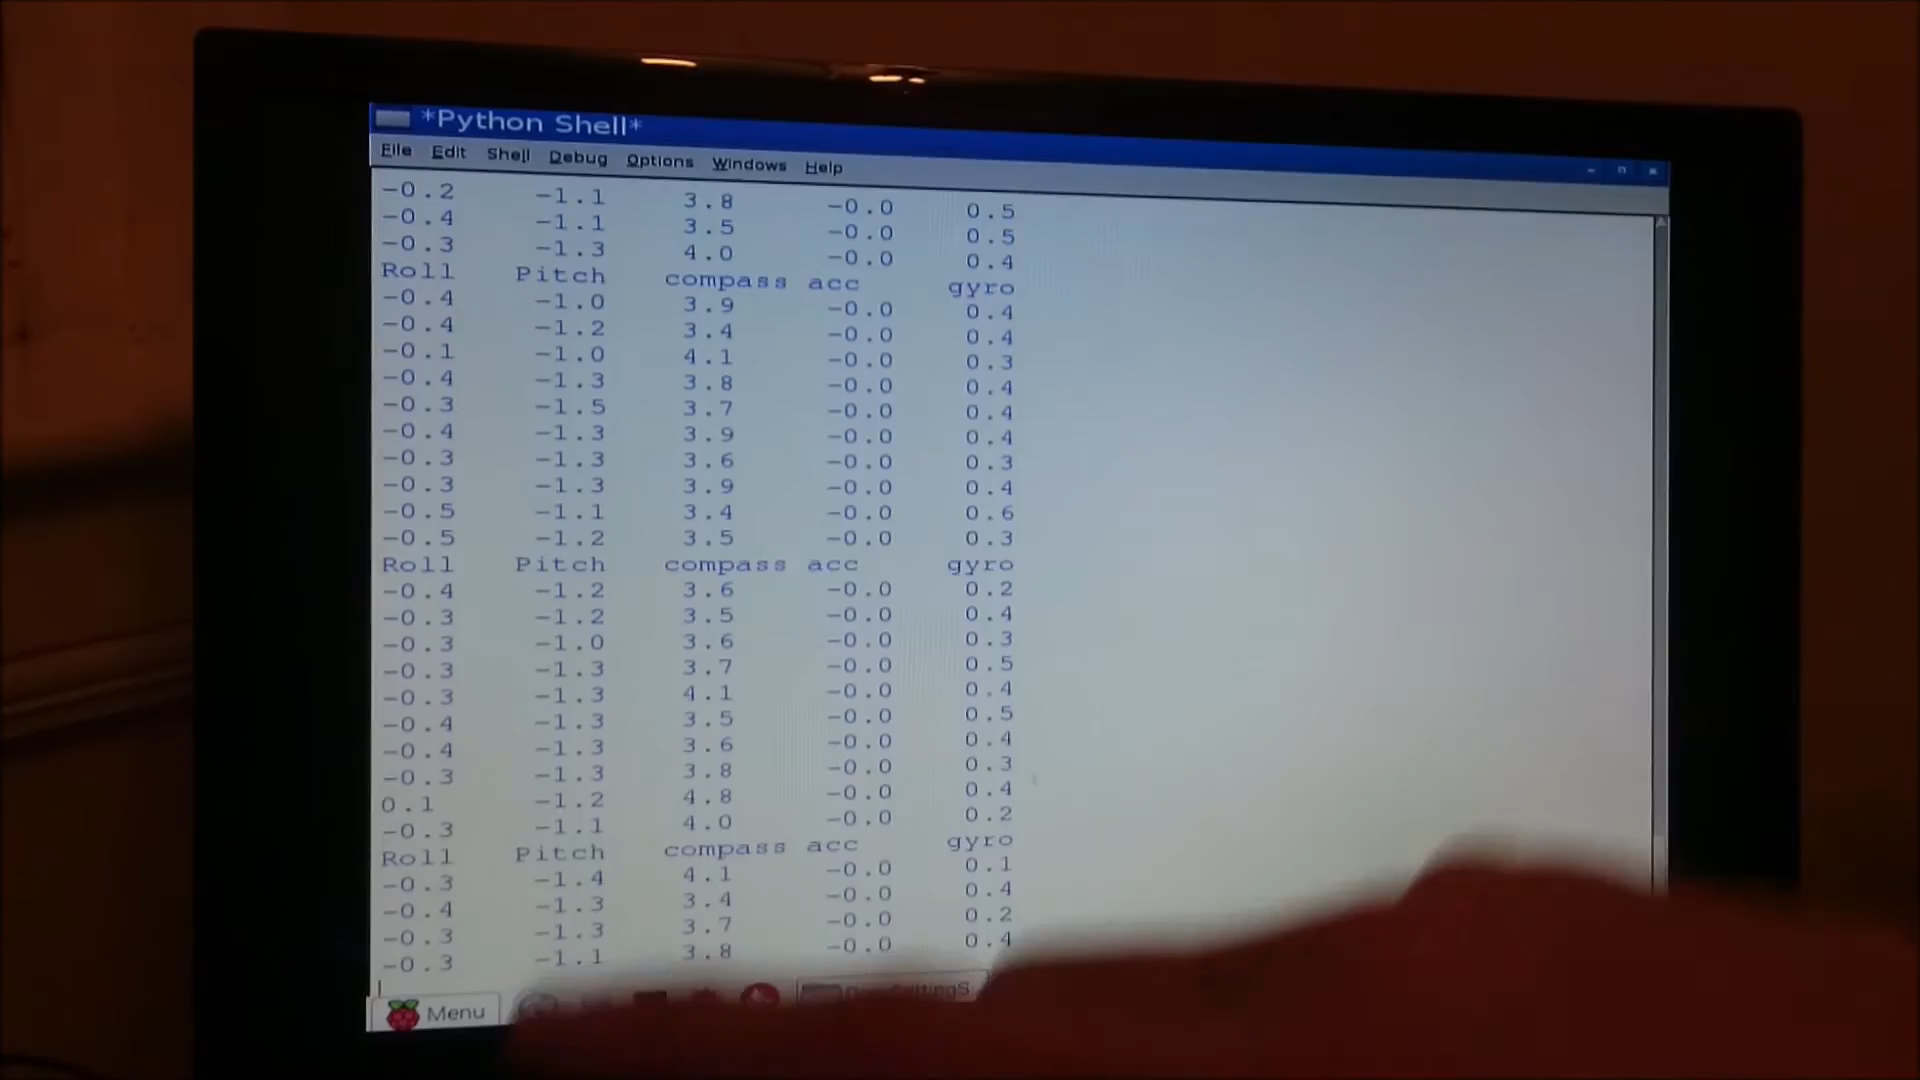 *Python Shell*
File Edit Shell Debug Options Windows Help
-0.2 -1.1 3.8 -0.0 0.5
-0.4 -1.1 3.5 -0.0 0.5
-0.3 -1.3 4.0 -0.0 0.4
Roll Pitch compass acc gyro
-0.4 -1.0 3.9 -0.0 0.4
-0.4 -1.2 3.4 -0.0 0.4
-0.1 -1.0 4.1 -0.0 0.3
-0.4 -1.3 3.8 -0.0 0.4
-0.3 -1.5 3.7 -0.0 0.4
-0.4 -1.3 3.9 -0.0 0.4
-0.3 -1.3 3.6 -0.0 0.3
-0.3 -1.3 3.9 -0.0 0.4
-0.5 -1.1 3.4 -0.0 0.6
-0.5 -1.2 3.5 -0.0 0.3
Roll Pitch compass acc gyro
-0.4 -1.2 3.6 -0.0 0.2
-0.3 -1.2 3.5 -0.0 0.4
-0.3 -1.0 3.6 -0.0 0.3
-0.3 -1.3 3.7 -0.0 0.5
-0.3 -1.3 4.1 -0.0 0.4
-0.4 -1.3 3.5 -0.0 0.5
-0.4 -1.3 3.6 -0.0 0.4
-0.3 -1.3 3.8 -0.0 0.3
0.1 -1.2 4.8 -0.0 0.4
-0.3 -1.1 4.0 -0.0 0.2
Roll Pitch compass acc gyro
-0.3 -1.4 4.1 -0.0 0.1
-0.4 -1.3 3.4 -0.0 0.4
-0.3 -1.3 3.7 -0.0 0.2
-0.3 -1.1 3.8 -0.0 0.4
Menu